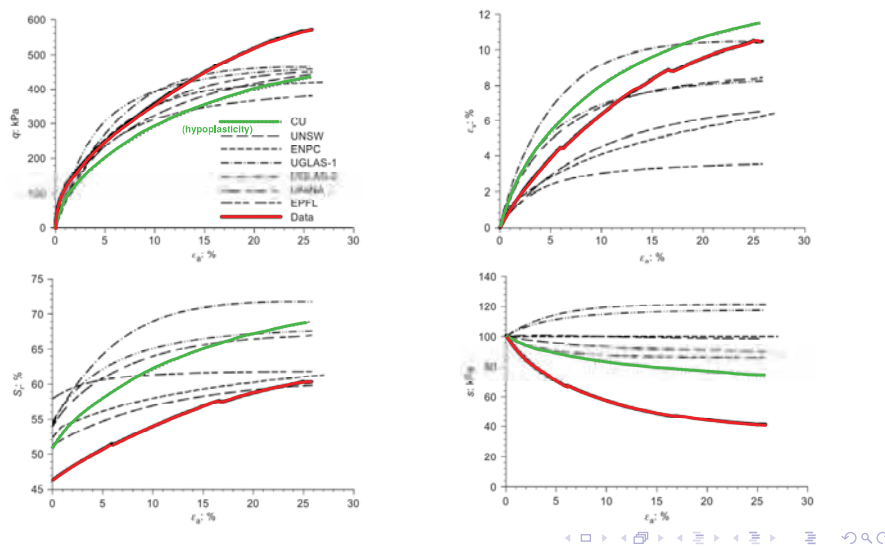 600
500
400
300
200
100
0
q: kPa
0 5 10 15 20 25 30
εa: %
CU
(hypoplasticity)
UNSW
ENPC
UGLAS-1
UGLAS-2
EPFL
Data
12
10
8
6
4
2
0
: %
0 5 10 15 20 25 30
εa: %
75
70
65
60
55
50
45
Sr: %
0 5 10 15 20 25 30
εa: %
140
120
100
80
60
40
20
0
s: kPa
0 5 10 15 20 25 30
εa: %